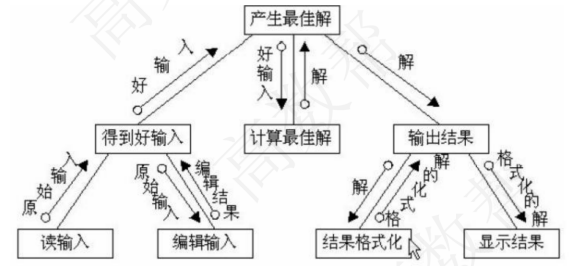 产生最佳解
好输入
好输入
解
解
得到好输入
计算最佳解
输出结果
原始输入
原始输入
编辑结果
解
格式化的解
格式化的解
读输入
编辑输入
结果格式化
显示结果
高数帮